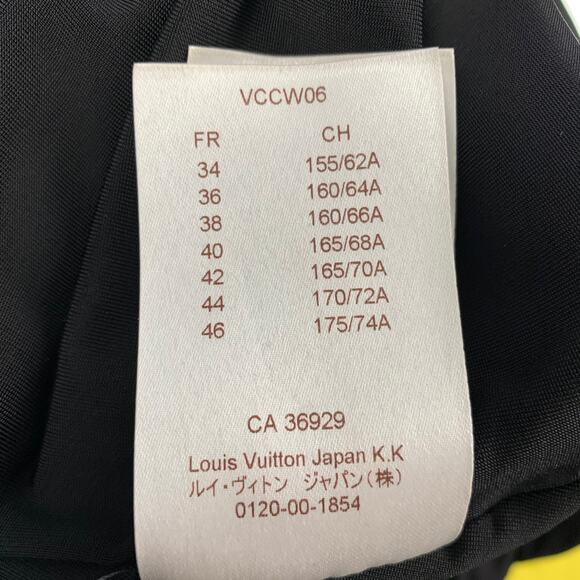 VCCW06
FR CH
34 155/62A
36 160/64A
38 160/66A
40 165/68A
42 165/70A
44 170/72A
46 175/74A
CA 36929
Louis Vuitton Japan K.K
ルイ・ヴィトン ジャパン(株)
0120-00-1854